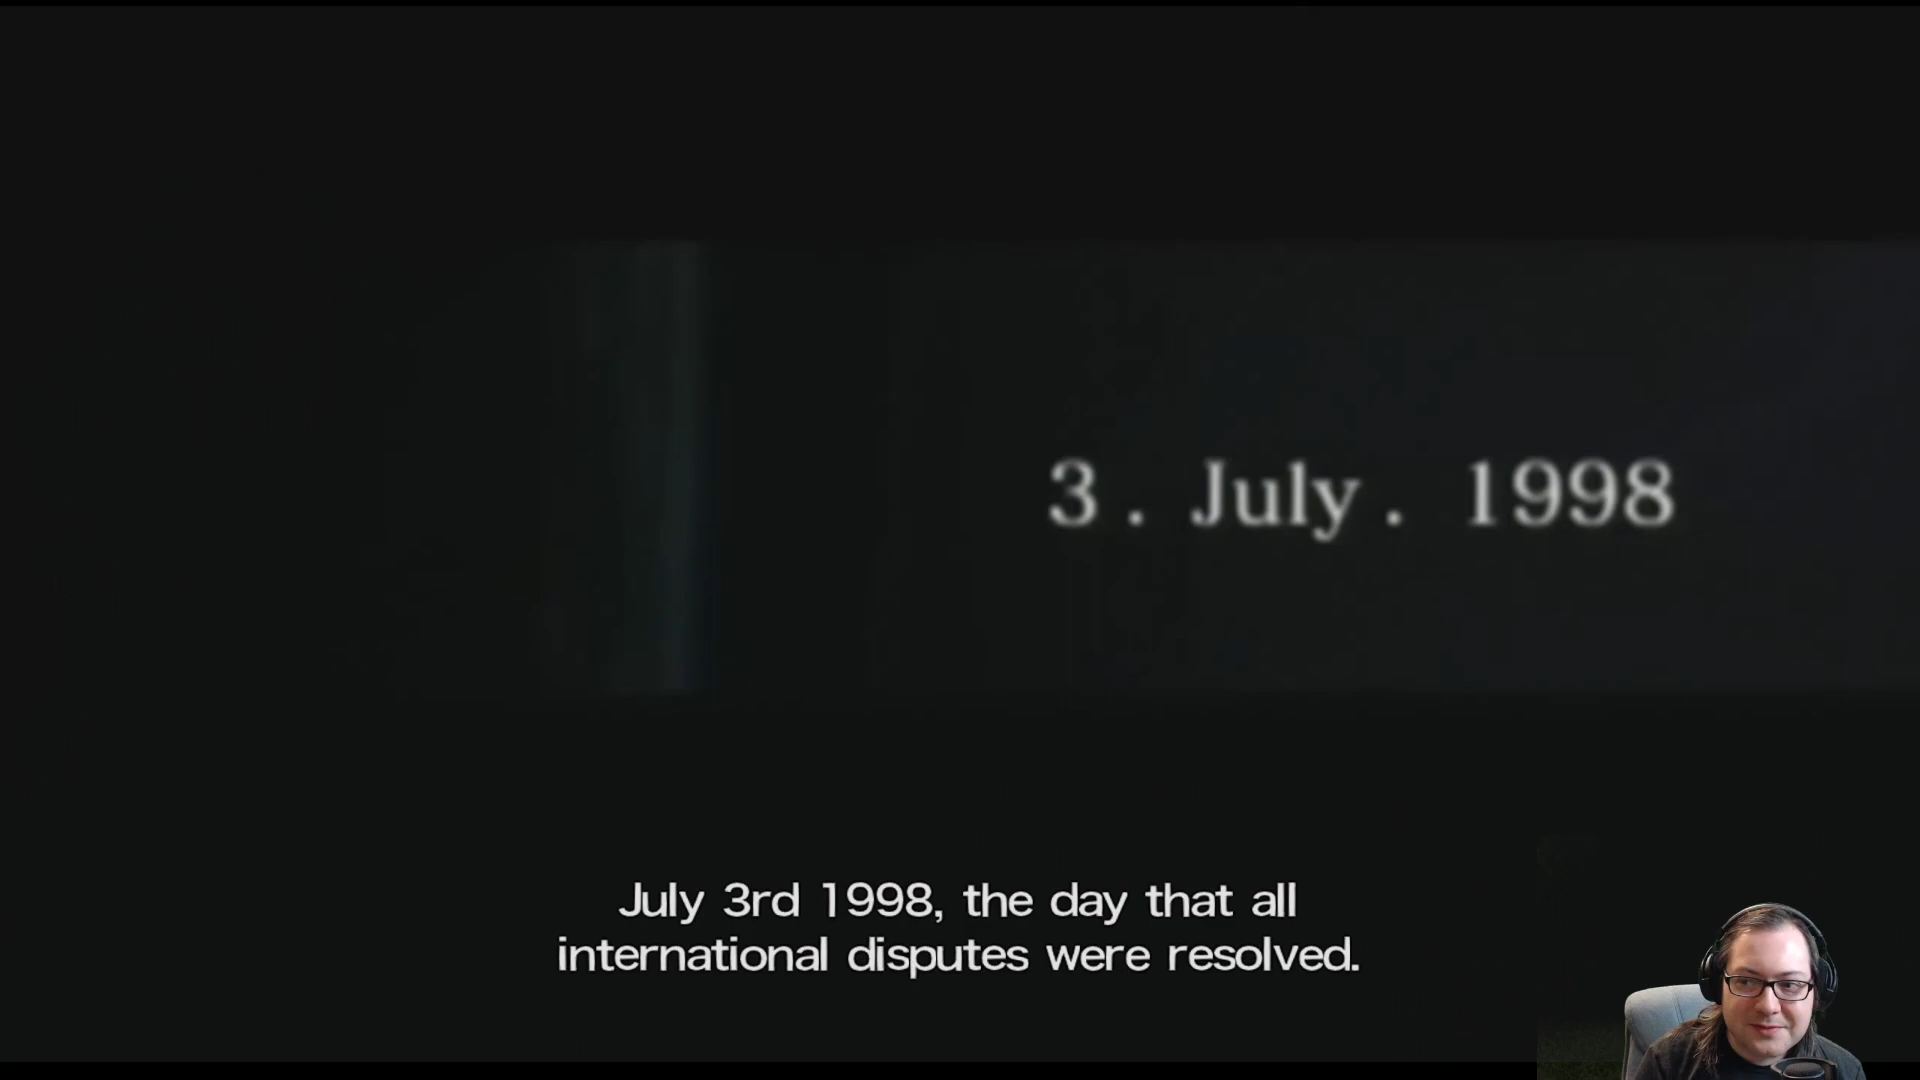 3. July. 1998
July 3rd 1998, the day that all
international disputes were resolved.